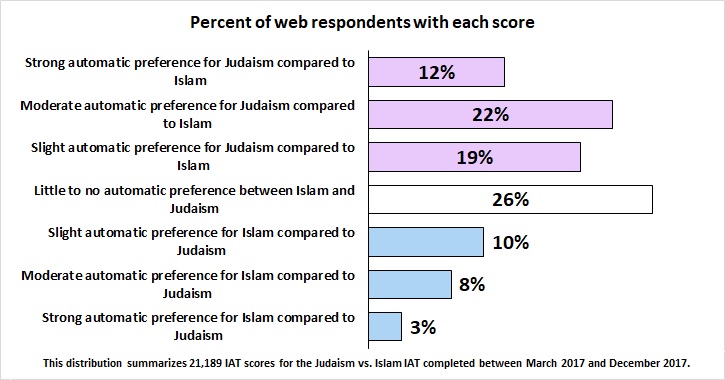 Percent of web respondents with each score
Strong automatic preference for Judaism compared to
Islam
12%
Moderate automatic preference for Judaism compared
to Islam
22%
Slight automatic preference for Judaism compared to
Islam
19%
Little to no automatic preference between Islam and
Judaism
26%
Slight automatic preference for Islam compared to
Judaism
10%
Moderate automatic preference for Islam compared to
Judaism
8%
Strong automatic preference for Islam compared to
Judaism
3%
This distribution summarizes 21,189 IAT scores for the Judaism vs. Islam IAT completed between March 2017 and December 2017.